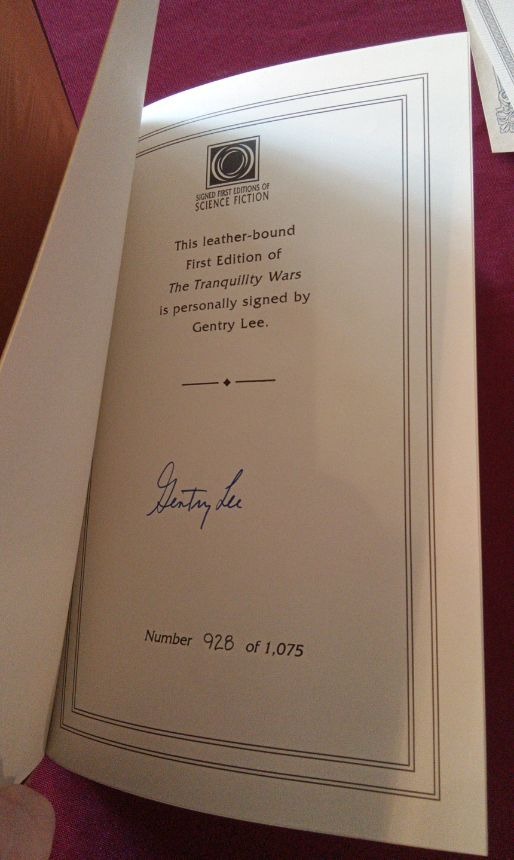 SIGNED FIRST EDITIONS OF
SCIENCE FICTION
This leather-bound
First Edition of
The Tranquility Wars
is personally signed by
Gentry Lee.
Gentry Lee
Number 928 of 1,075